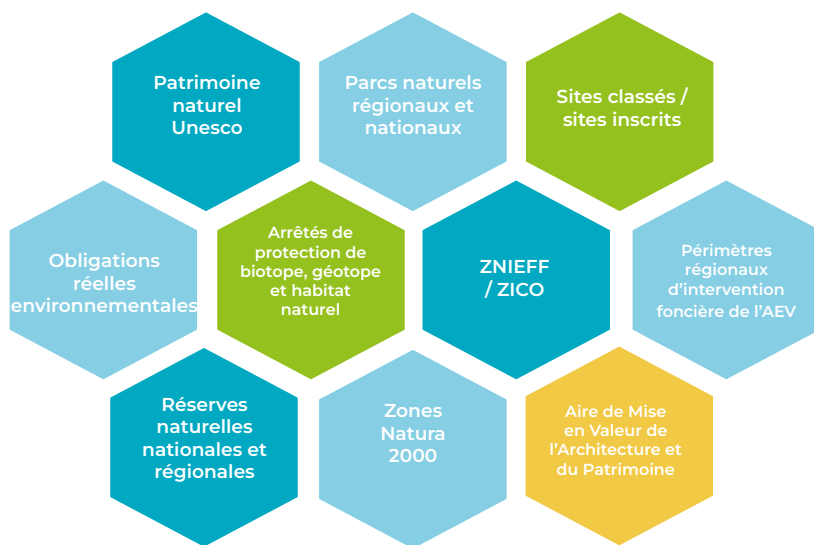 Patrimoine
naturel
Unesco
Parcs naturels
régionaux et
nationaux
Sites classés /
sites inscrits
Obligations
réelles
environnementales
Arrêtés de
protection de
biotope, géotope
et habitat
naturel
ZNIEFF
/ ZICO
Périmètres
régionaux
d'intervention
foncière de l'AEV
Réserves
naturelles
nationales et
régionales
Zones
Natura
2000
Aire de Mise
en Valeur de
l'Architecture et
du Patrimoine